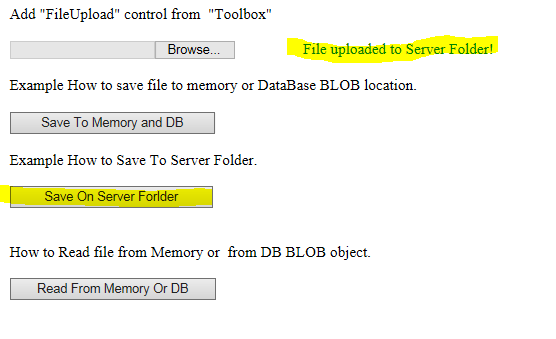 Add "FileUpload" control from  "Toolbox"
Browse... File uploaded to Server Folder!
Example How to save file to memory or DataBase BLOB location.
Save To Memory and DB
Example How to Save To Server Folder.
Save On Server Forlder
How to Read file from Memory or  from DB BLOB object.
Read From Memory Or DB